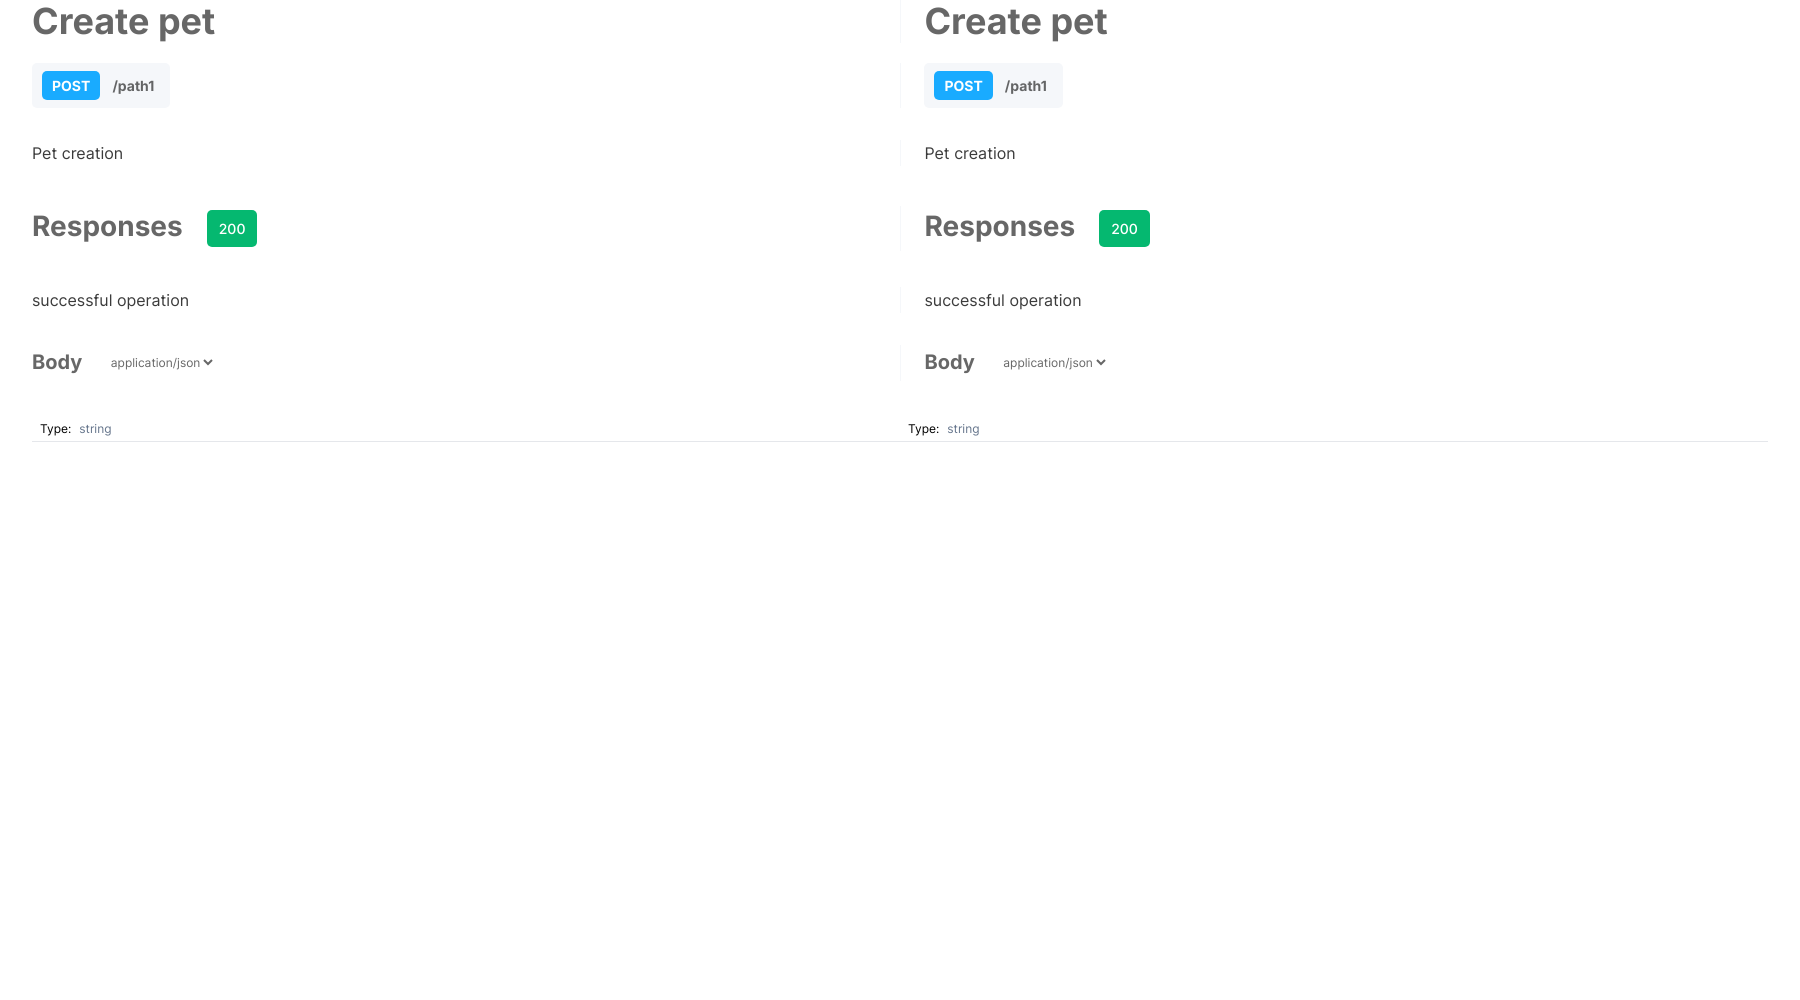 Create pet
POST /path1
Pet creation
Responses 200
successful operation
Body application/json
Type: string
Create pet
POST /path1
Pet creation
Responses 200
successful operation
Body application/json
Type: string